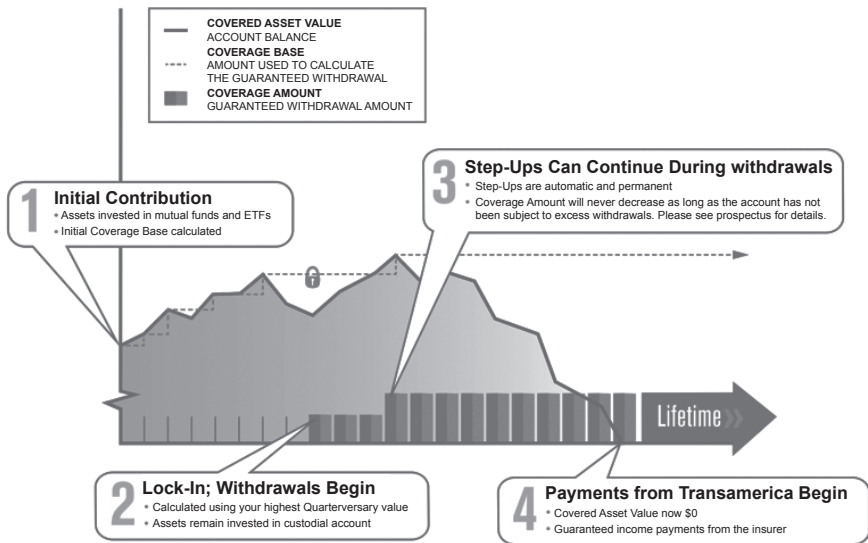 COVERED ASSET VALUE
ACCOUNT BALANCE
COVERAGE BASE
AMOUNT USED TO CALCULATE
THE GUARANTEED WITHDRAWAL
COVERAGE AMOUNT
GUARANTEED WITHDRAWAL AMOUNT
1
Initial Contribution
• Assets invested in mutual funds and ETFs
• Initial Coverage Base calculated
3
Step-Ups Can Continue During withdrawals
• Step-Ups are automatic and permanent
• Coverage Amount will never decrease as long as the account has not
been subject to excess withdrawals. Please see prospectus for details.
Lifetime »
2
Lock-In; Withdrawals Begin
• Calculated using your highest Quarterversary value
• Assets remain invested in custodial account
4
Payments from Transamerica Begin
• Covered Asset Value now $0
• Guaranteed income payments from the insurer